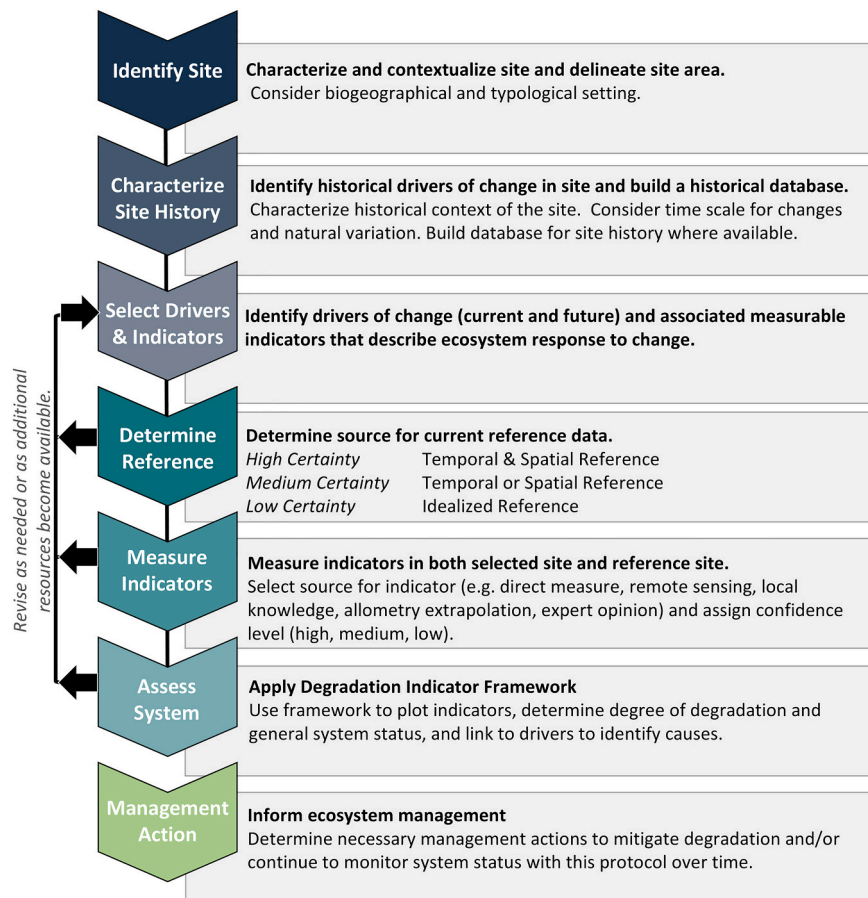 Identify Site
Characterize and contextualize site and delineate site area.
Consider biogeographical and typological setting.
Characterize
Site History
Identify historical drivers of change in site and build a historical database.
Characterize historical context of the site.  Consider time scale for changes
and natural variation. Build database for site history where available.
Select Drivers
& Indicators
Identify drivers of change (current and future) and associated measurable
indicators that describe ecosystem response to change.
Revise as needed or as additional
resources become available.
Determine
Reference
Determine source for current reference data.
High Certainty Temporal & Spatial Reference
Medium Certainty Temporal or Spatial Reference
Low Certainty Idealized Reference
Measure
Indicators
Measure indicators in both selected site and reference site.
Select source for indicator (e.g. direct measure, remote sensing, local
knowledge, allometry extrapolation, expert opinion) and assign confidence
level (high, medium, low).
Assess
System
Apply Degradation Indicator Framework
Use framework to plot indicators, determine degree of degradation and
general system status, and link to drivers to identify causes.
Management
Action
Inform ecosystem management
Determine necessary management actions to mitigate degradation and/or
continue to monitor system status with this protocol over time.